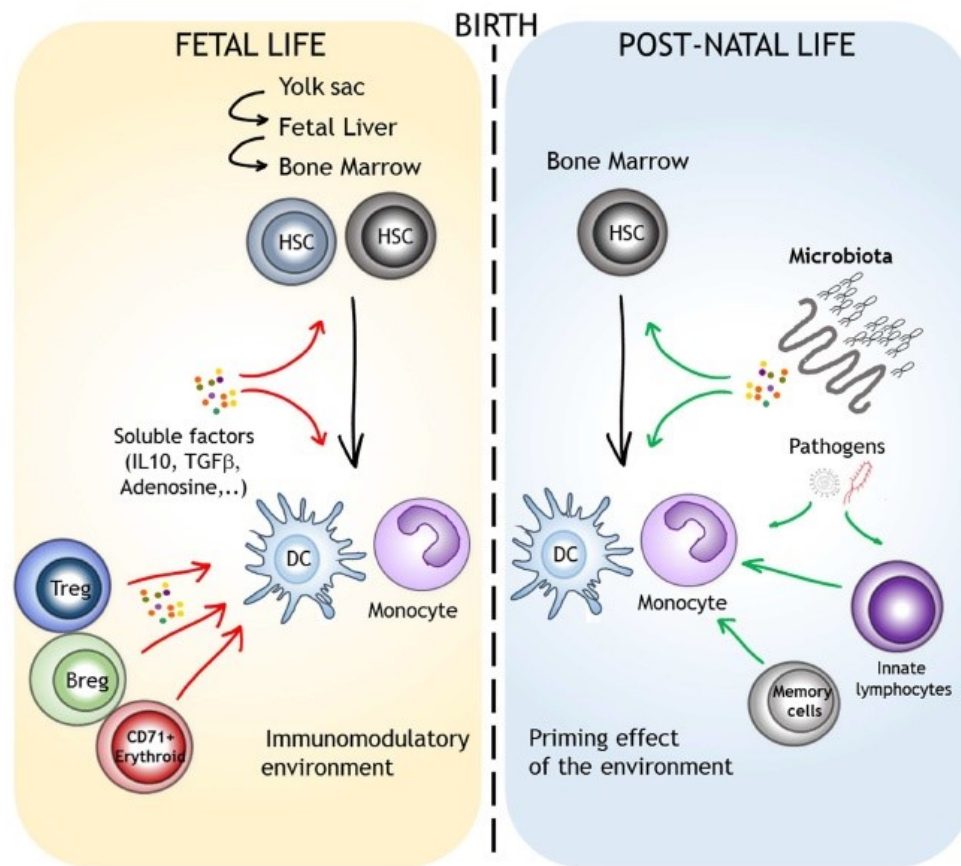 BIRTH
FETAL LIFE
Yolk sac
Fetal Liver
Bone Marrow
HSC
HSC
Soluble factors
(IL10, TGFβ,
Adenosine,..)
DC
Monocyte
Treg
Breg
CD71+
Erythroid
Immunomodulatory
environment
POST-NATAL LIFE
Bone Marrow
HSC
Microbiota
Pathogens
DC
Monocyte
Innate
lymphocytes
Memory
cells
Priming effect
of the environment